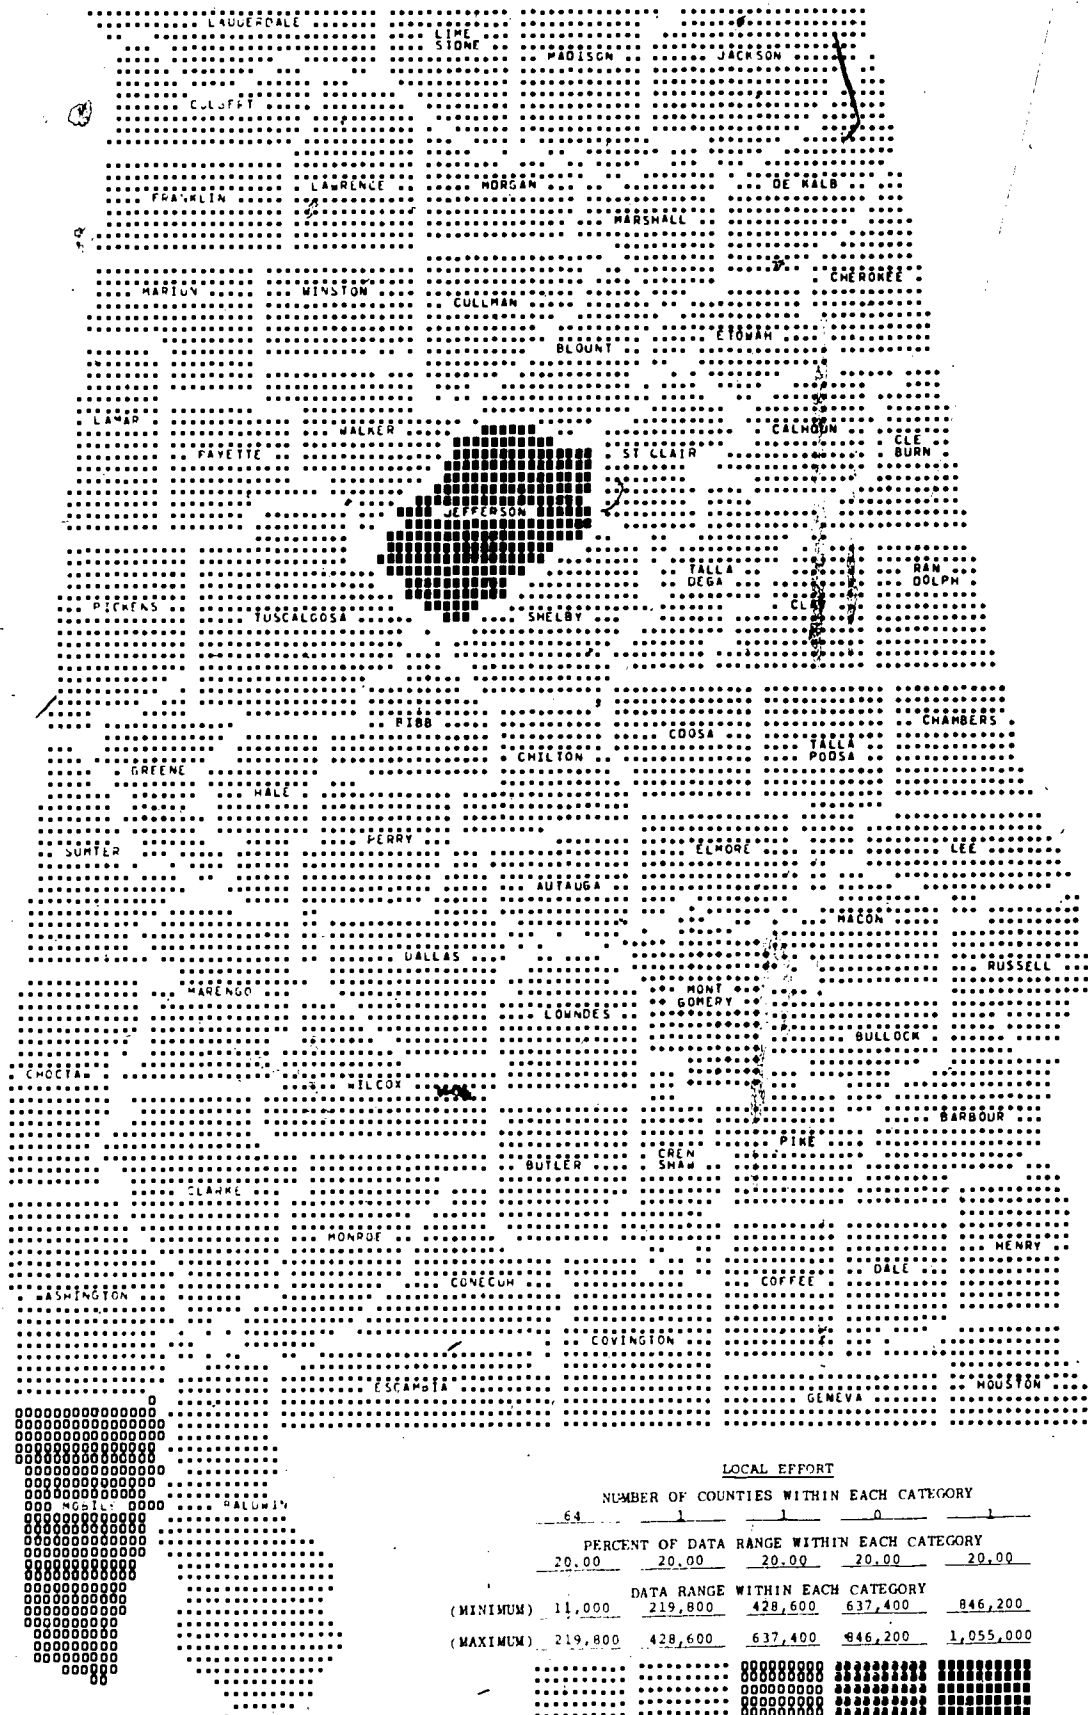 LAUDERDALE
LIME
STONE
MADISON
JACKSON
COLBERT
FRANKLIN
LAWRENCE
MORGAN
DE KALB
MARSHALL
MARION
WINSTON
CULLMAN
CHEROKEE
ETOWAH
BLOUNT
LAMAR
FAYETTE
WALKER
ST CLAIR
CALHOUN
CLE
BURN
JEFFERSON
PICKENS
TUSCALOOSA
SHELBY
TALLA
DEGA
CLAY
RAN
DOLPH
BIBB
CHILTON
COOSA
TALLA
POOSA
CHAMBERS
GREENE
HALE
SUMTER
PERRY
AUTAUGA
ELMORE
LEE
MACON
RUSSELL
DALLAS
MARENGO
LOWNDES
MONT
GOMERY
BULLOCK
CHOCTA
WILCOX
BARBOUR
PIKE
CREN
SHAW
BUTLER
CLARKE
MONROE
CONECUH
HENRY
DALE
COFFEE
WASHINGTON
COVINGTON
ESCAMBIA
GENEVA
HOUSTON
MOBILE
BALDWIN
LOCAL EFFORT
NUMBER OF COUNTIES WITHIN EACH CATEGORY
64 1 1 0 1
PERCENT OF DATA RANGE WITHIN EACH CATEGORY
20.00 20.00 20.00 20.00 20.00
DATA RANGE WITHIN EACH CATEGORY
(MINIMUM) 11,000 219,800 428,600 637,400 846,200
(MAXIMUM) 219,800 428,600 637,400 846,200 1,055,000